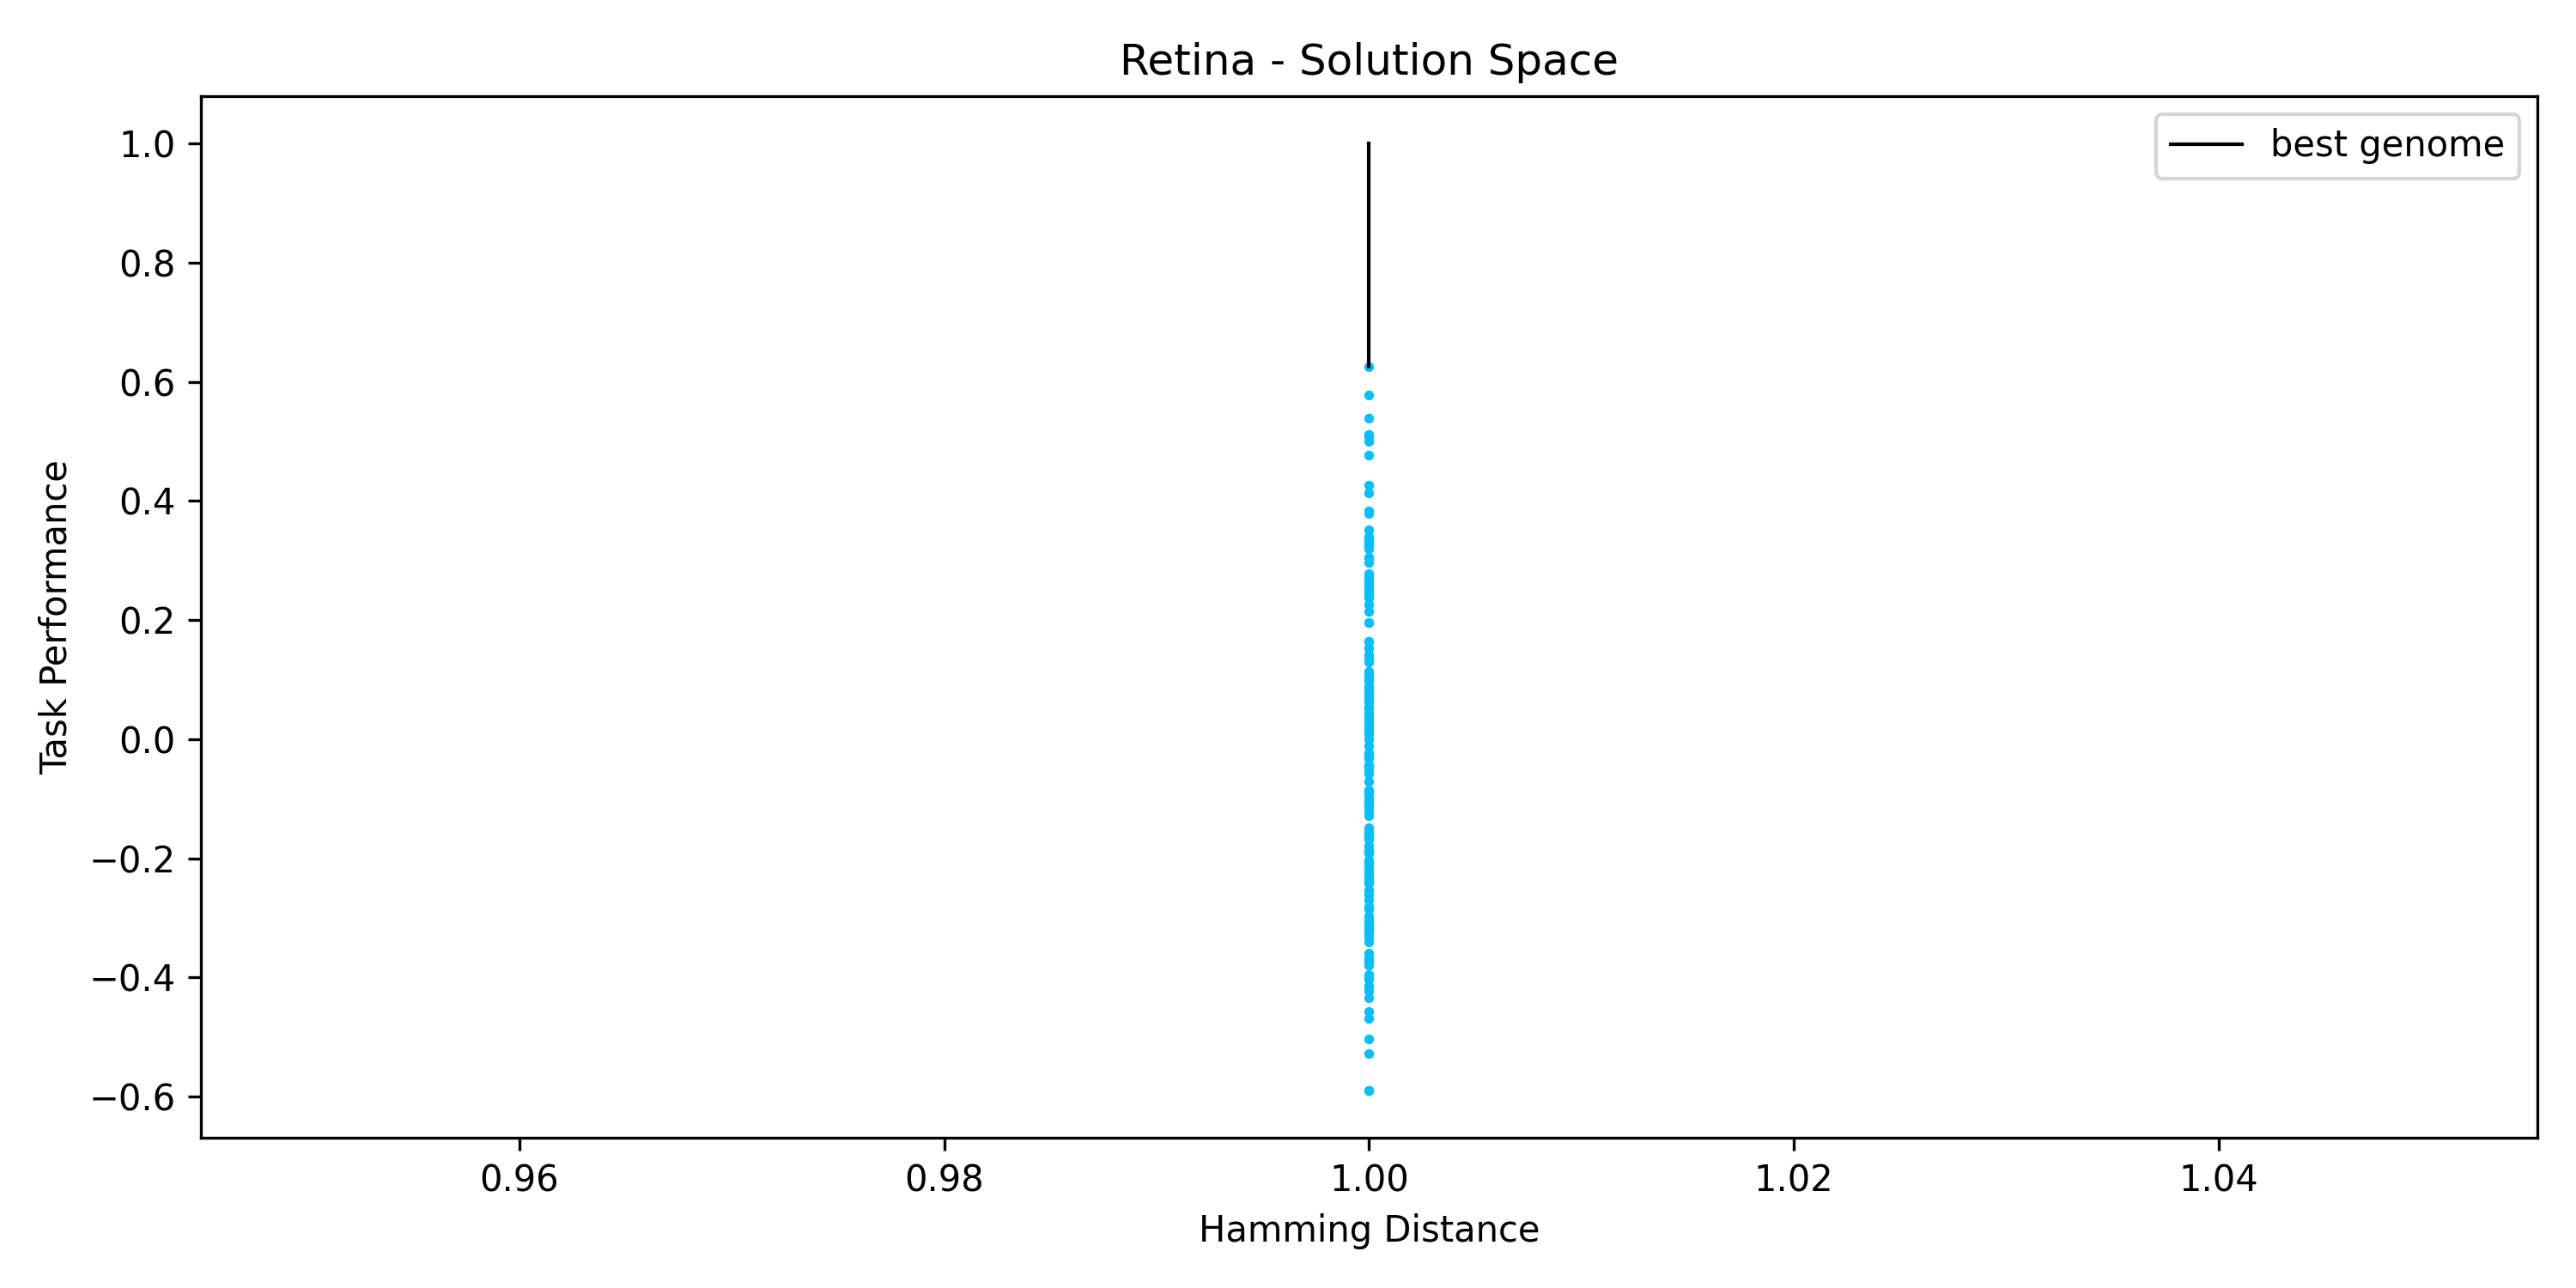 Retina - Solution Space
best genome
Task Performance
1.0
0.8
0.6
0.4
0.2
0.0
−0.2
−0.4
−0.6
0.96 0.98 1.00 1.02 1.04
Hamming Distance